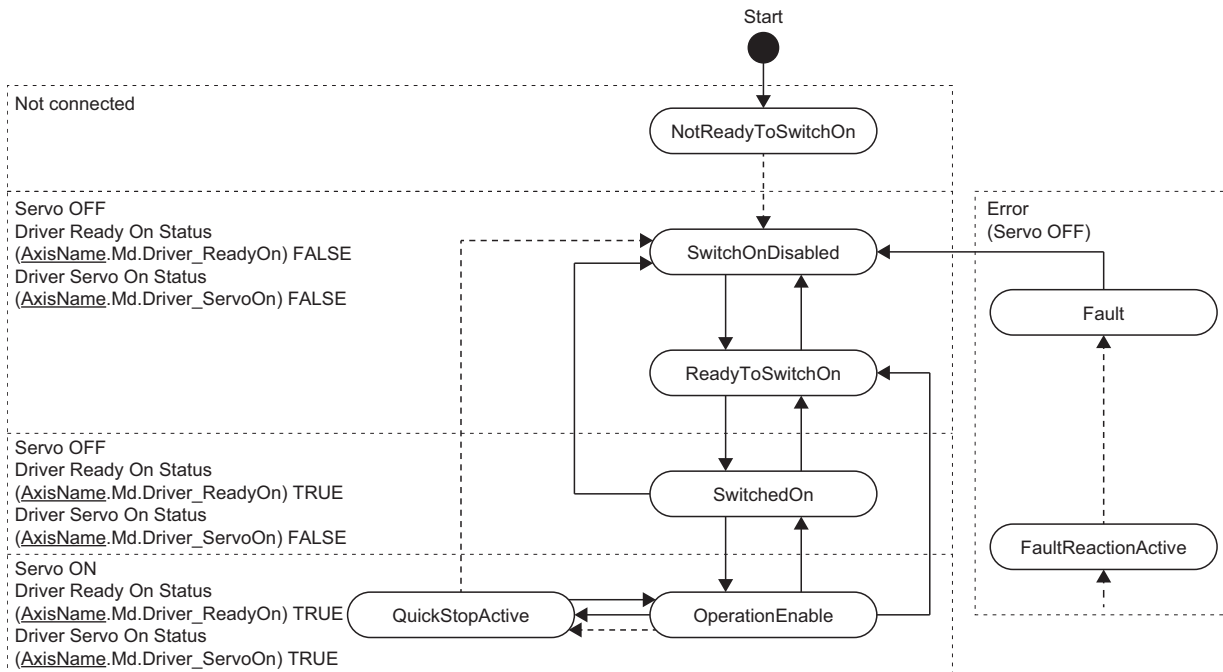 Start
Not connected
NotReadyToSwitchOn
Servo OFF
Driver Ready On Status
(AxisName.Md.Driver_ReadyOn) FALSE
Driver Servo On Status
(AxisName.Md.Driver_ServoOn) FALSE
SwitchOnDisabled
Error
(Servo OFF)
Fault
ReadyToSwitchOn
Servo OFF
Driver Ready On Status
(AxisName.Md.Driver_ReadyOn) TRUE
Driver Servo On Status
(AxisName.Md.Driver_ServoOn) FALSE
SwitchedOn
FaultReactionActive
Servo ON
Driver Ready On Status
(AxisName.Md.Driver_ReadyOn) TRUE
Driver Servo On Status
(AxisName.Md.Driver_ServoOn) TRUE
QuickStopActive
OperationEnable